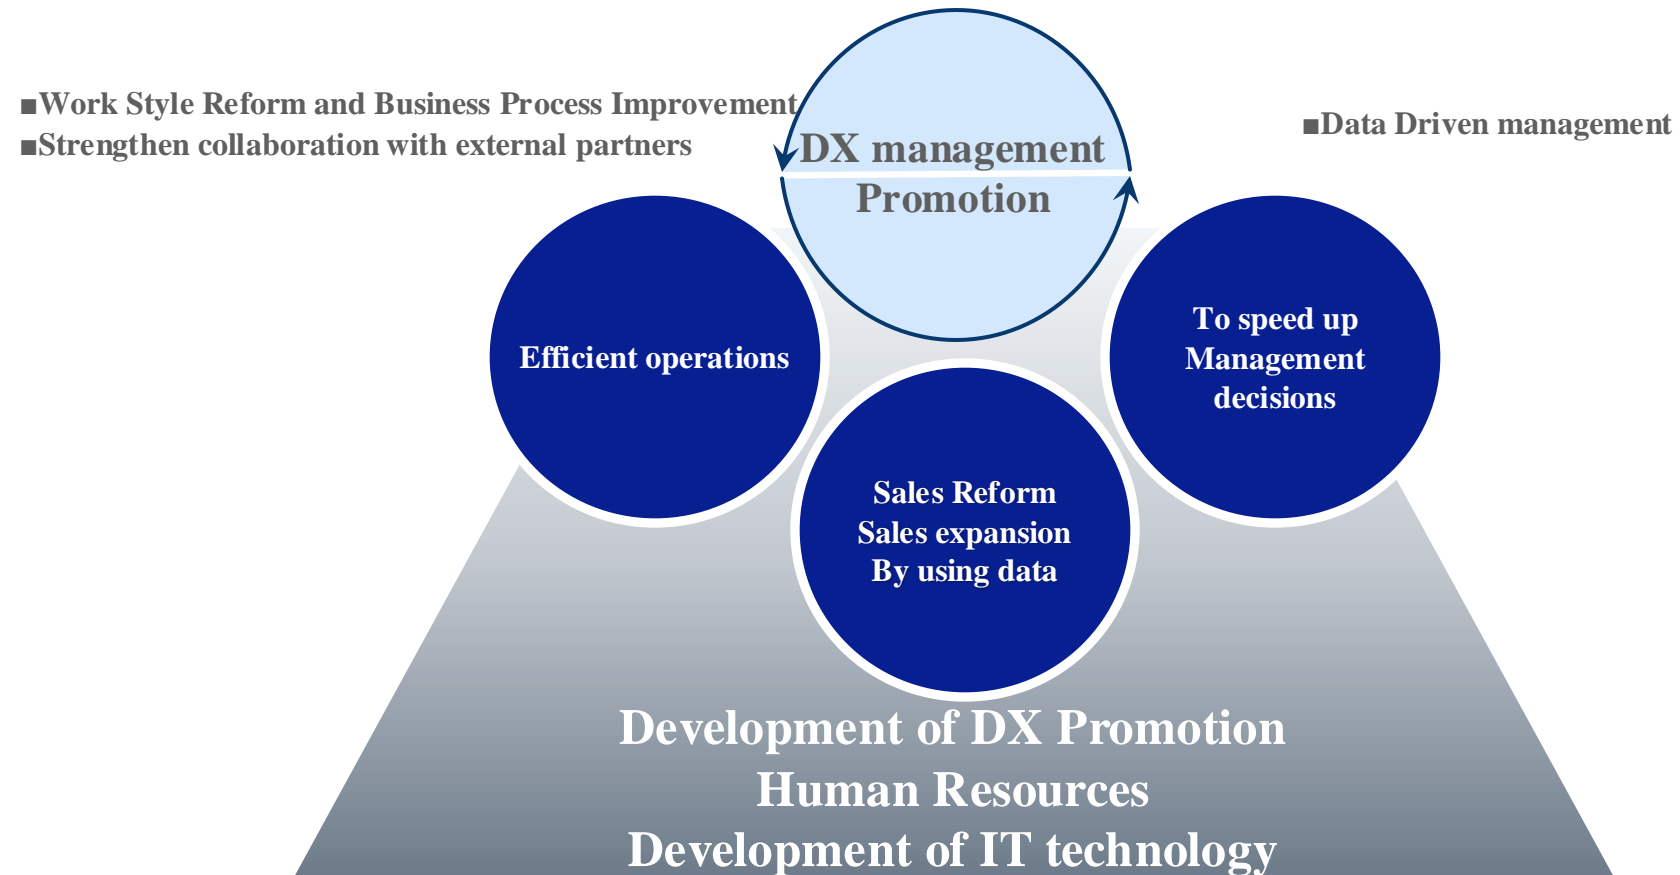 ■Work Style Reform and Business Process Improvement
■Strengthen collaboration with external partners
■Data Driven management
DX management
Promotion
Efficient operations
To speed up
Management
decisions
Sales Reform
Sales expansion
By using data
Development of DX Promotion
Human Resources
Development of IT technology